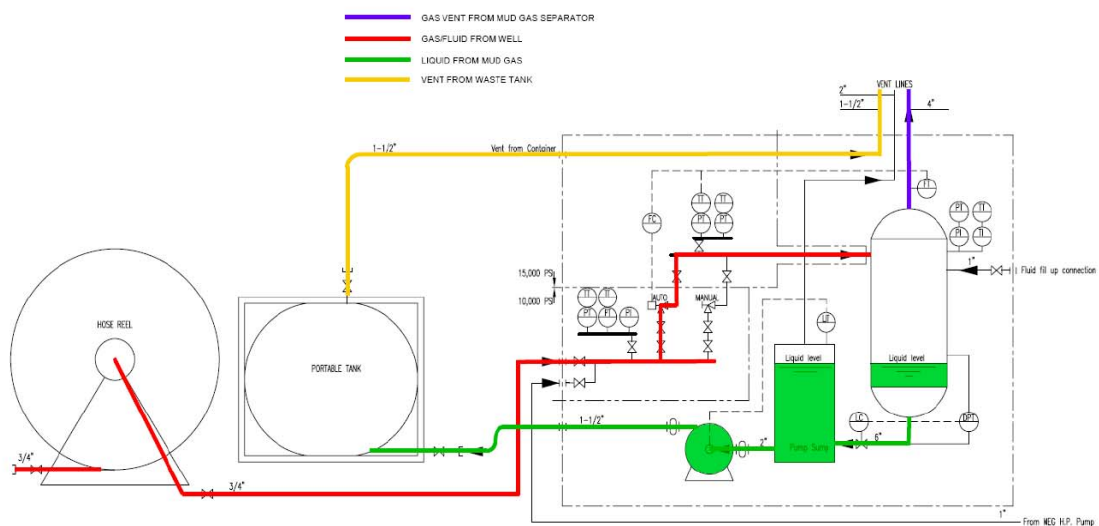 GAS VENT FROM MUD GAS SEPARATOR
GAS/FLUID FROM WELL
LIQUID FROM MUD GAS
VENT FROM WASTE TANK
VENT LINES
2"
1-1/2"
4"
1-1/2"
Vent from Container
FT
TT TT
PT PT
FC
PT TT
PI TI
1"
Fluid fill up connection
15,000 PSI
10,000 PSI
TT TT
PT PT PI
AUTO
MANUAL
LIT
HOSE REEL
PORTABLE TANK
Liquid level
Liquid level
1-1/2"
LC
DPT
2"
Pump Sump
6"
3/4"
3/4"
1"
From MEG H.P. Pump